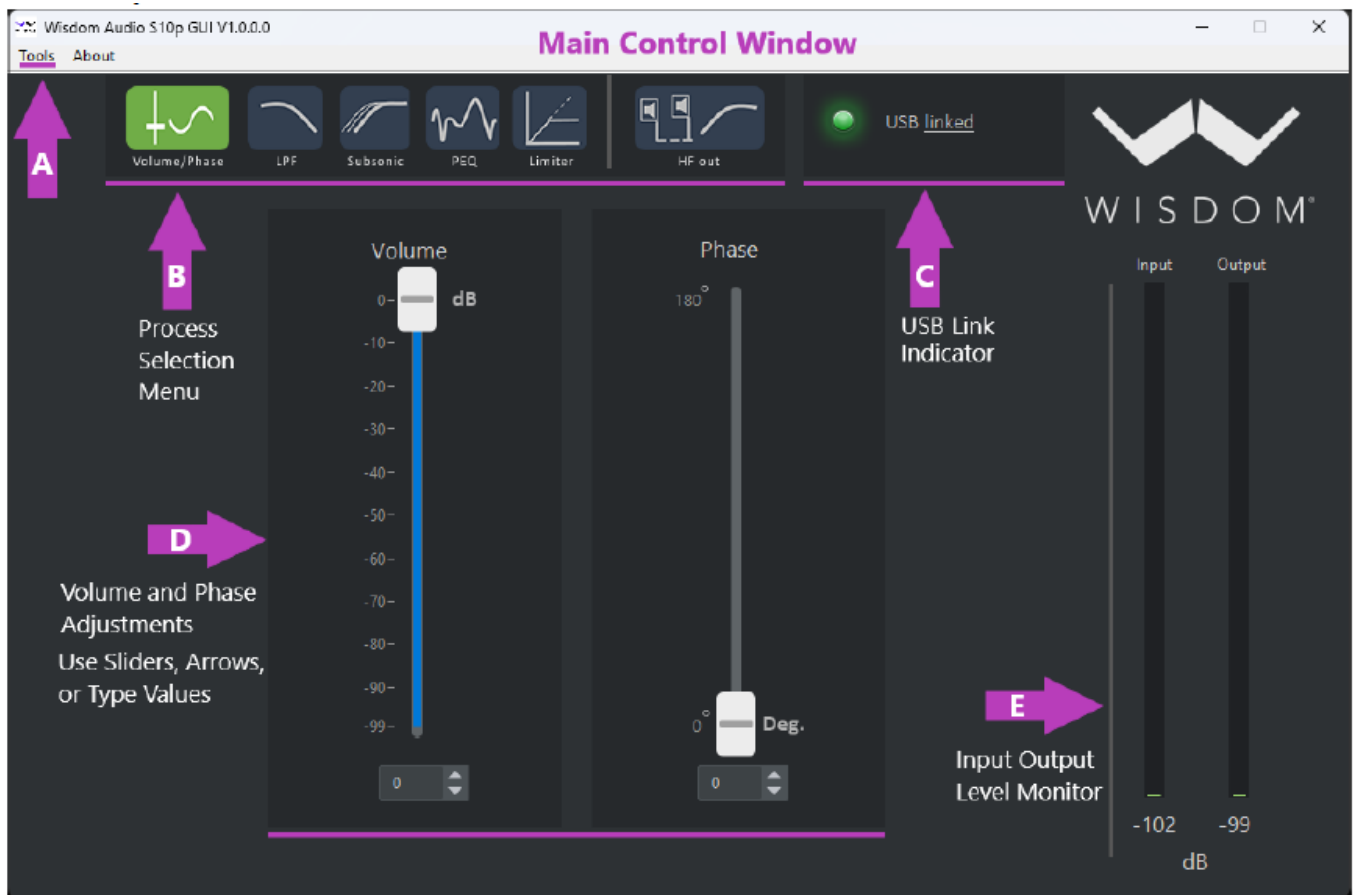 Wisdom Audio S10p GUI V1.0.0.0
Main Control Window
Tools About
A
Volume/Phase LPF Subsonic PEQ Limiter HF out
USB linked
WISDOM®
B
Process
Selection
Menu
C
USB Link
Indicator
Volume
0
dB
-10
-20
-30
-40
-50
-60
-70
-80
-90
-99
0
Phase
180°
0°
Deg.
0
D
Volume and Phase
Adjustments
Use Sliders, Arrows,
or Type Values
E
Input Output
Level Monitor
Input Output
-102 -99
dB